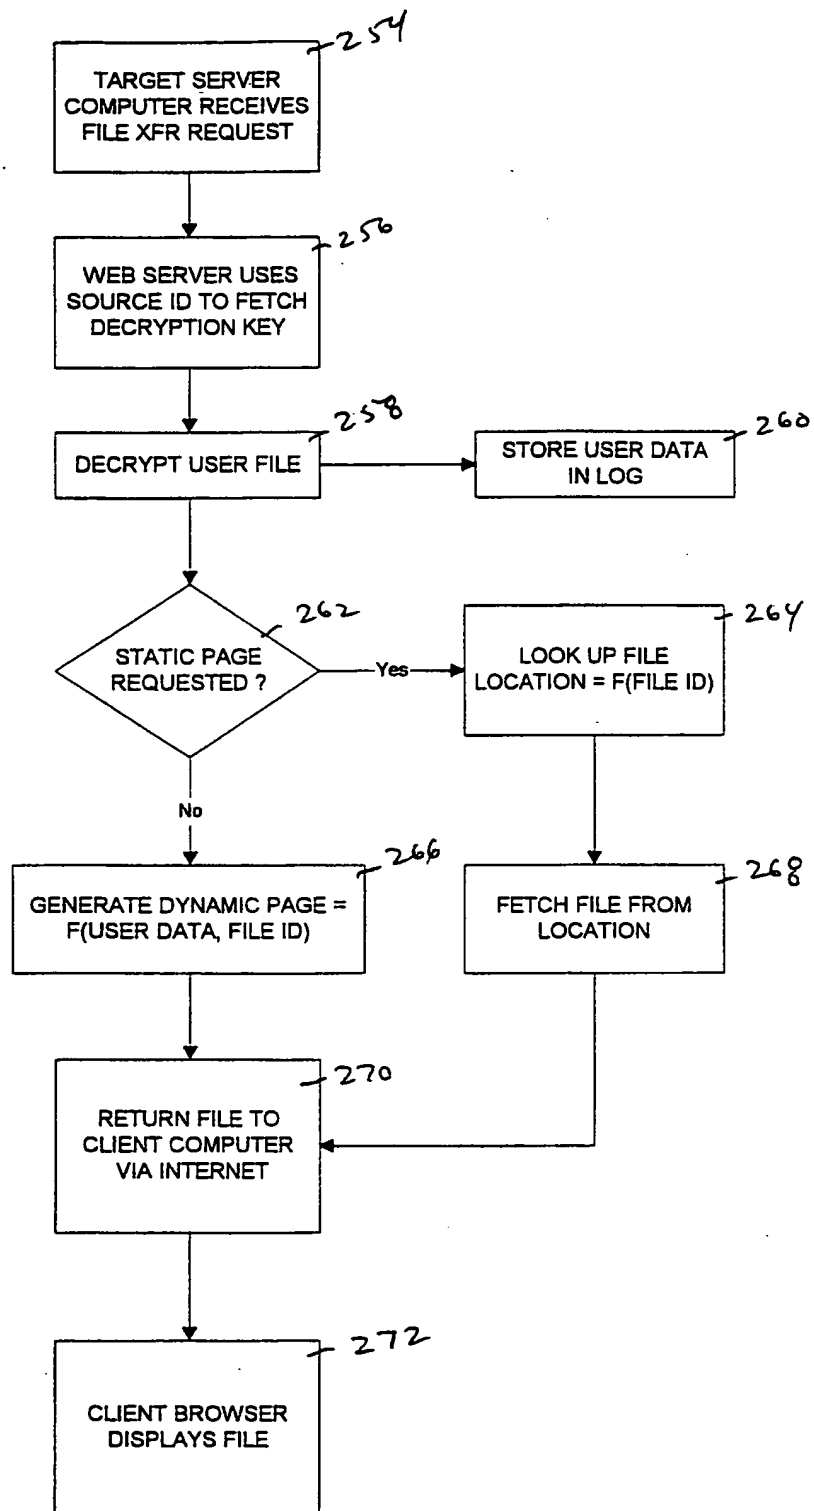 254
TARGET SERVER
COMPUTER RECEIVES
FILE XFR REQUEST
256
WEB SERVER USES
SOURCE ID TO FETCH
DECRYPTION KEY
258
DECRYPT USER FILE
260
STORE USER DATA
IN LOG
262
STATIC PAGE
REQUESTED ?
Yes
264
LOOK UP FILE
LOCATION = F(FILE ID)
No
266
GENERATE DYNAMIC PAGE =
F(USER DATA, FILE ID)
268
FETCH FILE FROM
LOCATION
270
RETURN FILE TO
CLIENT COMPUTER
VIA INTERNET
272
CLIENT BROWSER
DISPLAYS FILE